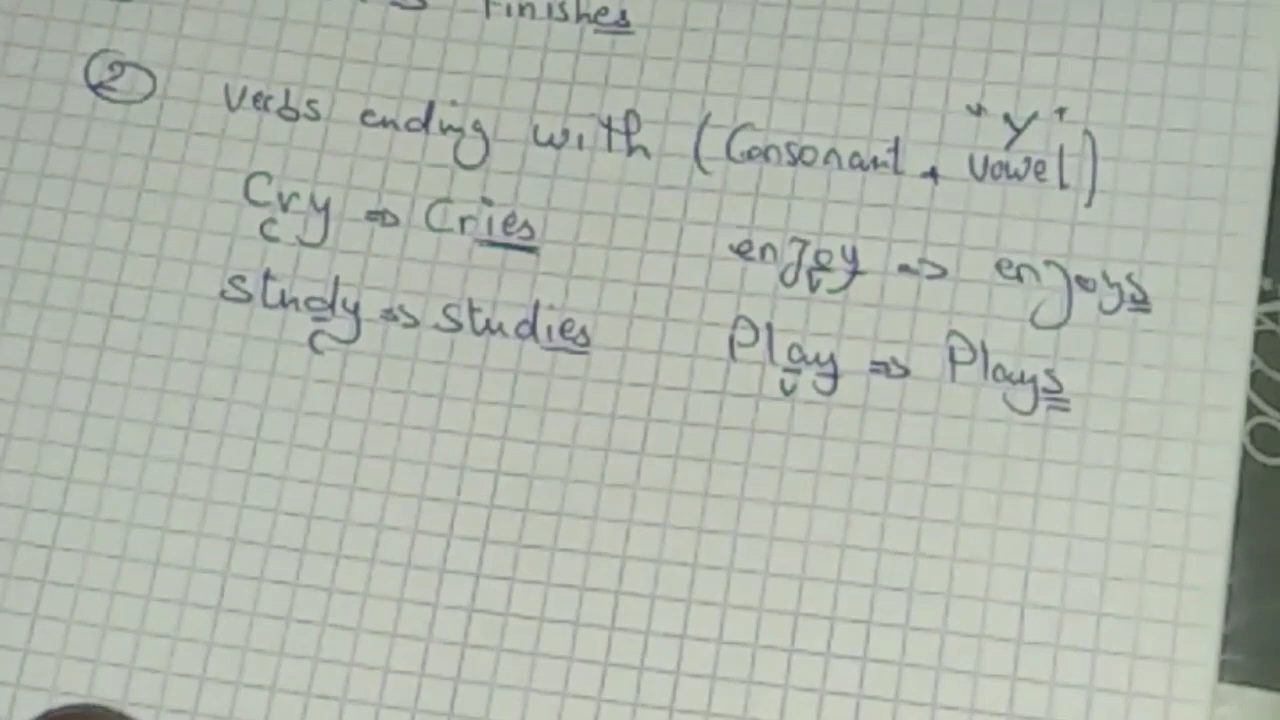 Finishes
②
verbs ending with (Consonant + vowel) "y"
Cry ⇒ Cries
c
enjoy => enjoys
v
study ⇒ studies
c
Play ⇒ Plays
v